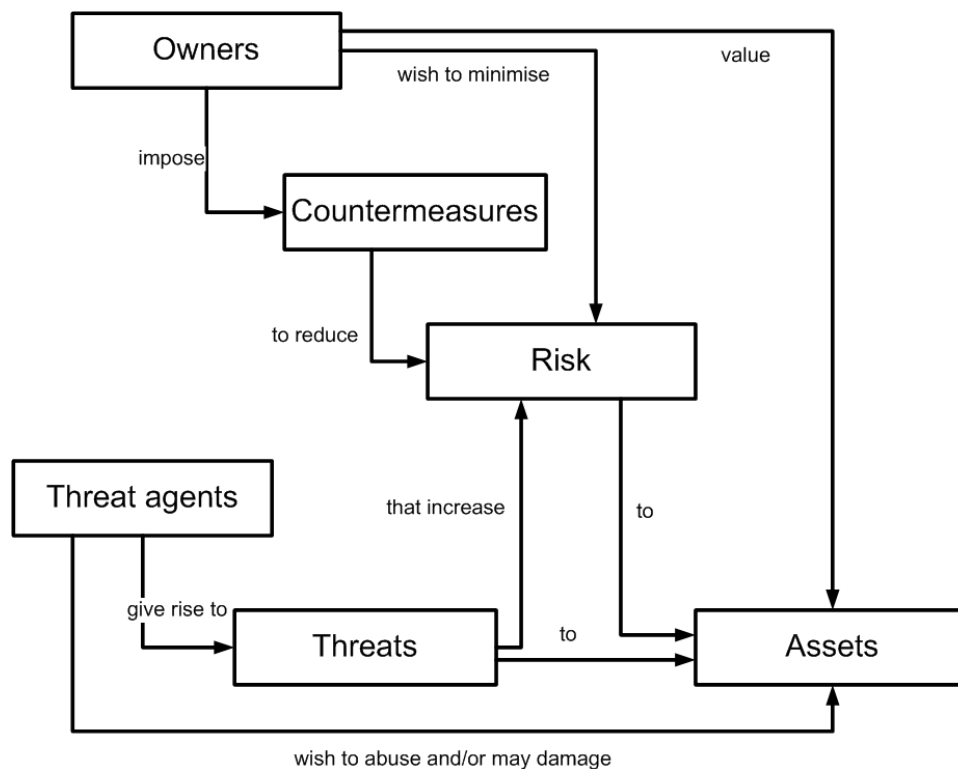 Owners
value
wish to minimise
impose
Countermeasures
to reduce
Risk
Threat agents
that increase
to
give rise to
Threats
to
Assets
wish to abuse and/or may damage